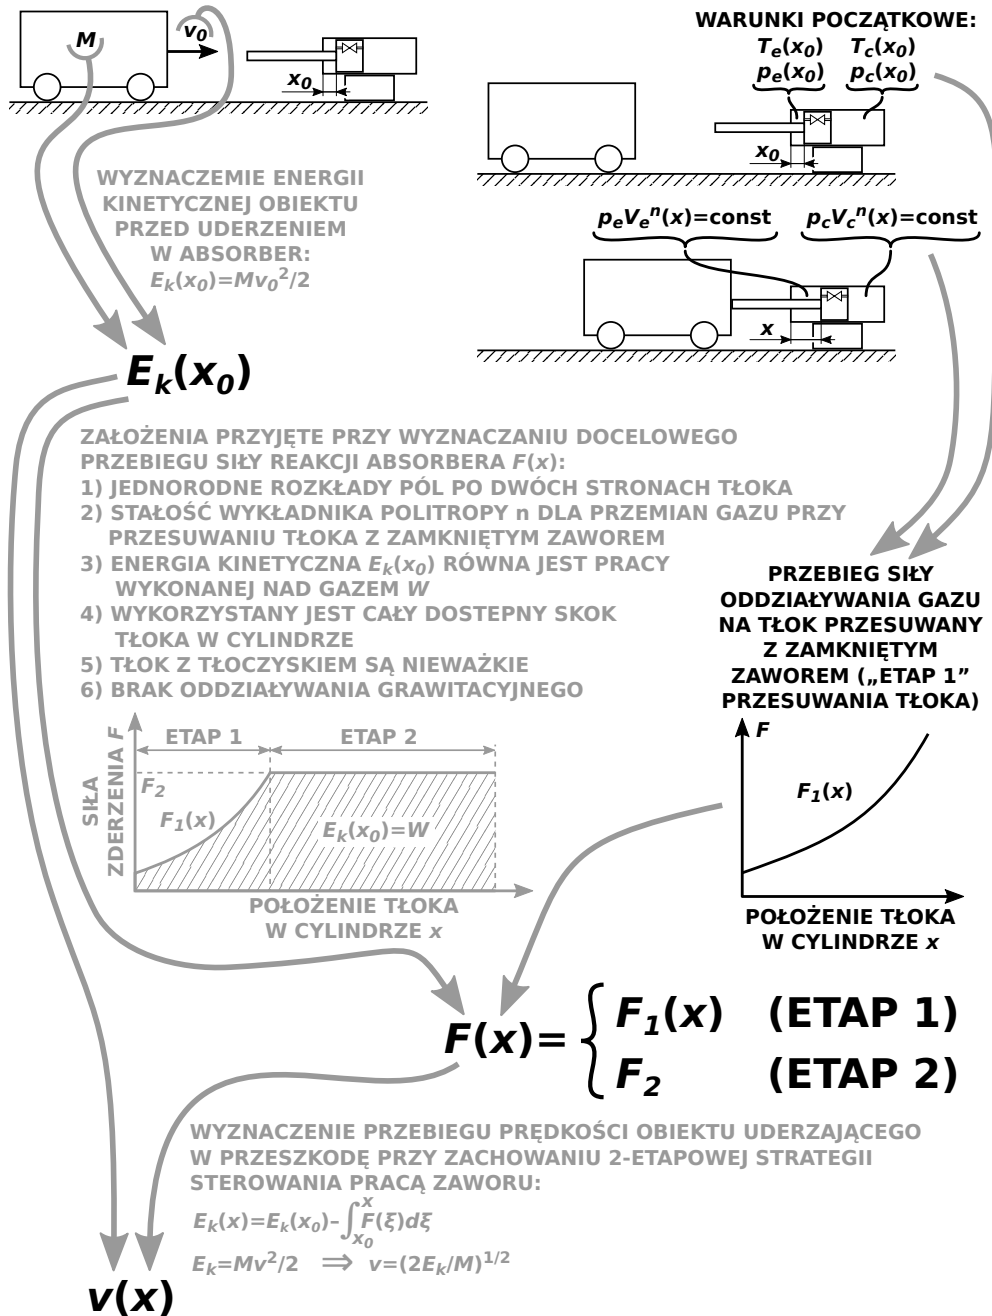 M
v₀
x₀
WARUNKI POCZĄTKOWE:
Tₑ(x₀) T_c(x₀)
pₑ(x₀) p_c(x₀)
x₀
WYZNACZEMIE ENERGII
KINETYCZNEJ OBIEKTU
PRZED UDERZENIEM
W ABSORBER:
Eₖ(x₀)=Mv₀²/2
pₑVₑⁿ(x)=const p_cV_cⁿ(x)=const
x
Eₖ(x₀)
ZAŁOŻENIA PRZYJĘTE PRZY WYZNACZANIU DOCELOWEGO
PRZEBIEGU SIŁY REAKCJI ABSORBERA F(x):
1) JEDNORODNE ROZKŁADY PÓL PO DWÓCH STRONACH TŁOKA
2) STAŁOŚĆ WYKŁADNIKA POLITROPY n DLA PRZEMIAN GAZU PRZY
PRZESUWANIU TŁOKA Z ZAMKNIĘTYM ZAWOREM
3) ENERGIA KINETYCZNA Eₖ(x₀) RÓWNA JEST PRACY
WYKONANEJ NAD GAZEM W
4) WYKORZYSTANY JEST CAŁY DOSTEPNY SKOK
TŁOKA W CYLINDRZE
5) TŁOK Z TŁOCZYSKIEM SĄ NIEWAŻKIE
6) BRAK ODDZIAŁYWANIA GRAWITACYJNEGO
PRZEBIEG SIŁY
ODDZIAŁYWANIA GAZU
NA TŁOK PRZESUWANY
Z ZAMKNIĘTYM
ZAWOREM („ETAP 1”
PRZESUWANIA TŁOKA)
SIŁA
ZDERZENIA F
ETAP 1 ETAP 2
F₂
F₁(x)
Eₖ(x₀)=W
POŁOŻENIE TŁOKA
W CYLINDRZE x
F
F₁(x)
POŁOŻENIE TŁOKA
W CYLINDRZE x
F(x)= { F₁(x) (ETAP 1)
F₂ (ETAP 2)
WYZNACZENIE PRZEBIEGU PRĘDKOŚCI OBIEKTU UDERZAJĄCEGO
W PRZESZKODĘ PRZY ZACHOWANIU 2-ETAPOWEJ STRATEGII
STEROWANIA PRACĄ ZAWORU:
Eₖ(x)=Eₖ(x₀)–∫ₓ₀ˣF(ξ)dξ
Eₖ=Mv²/2 ⇒ v=(2Eₖ/M)¹ᐟ²
v(x)